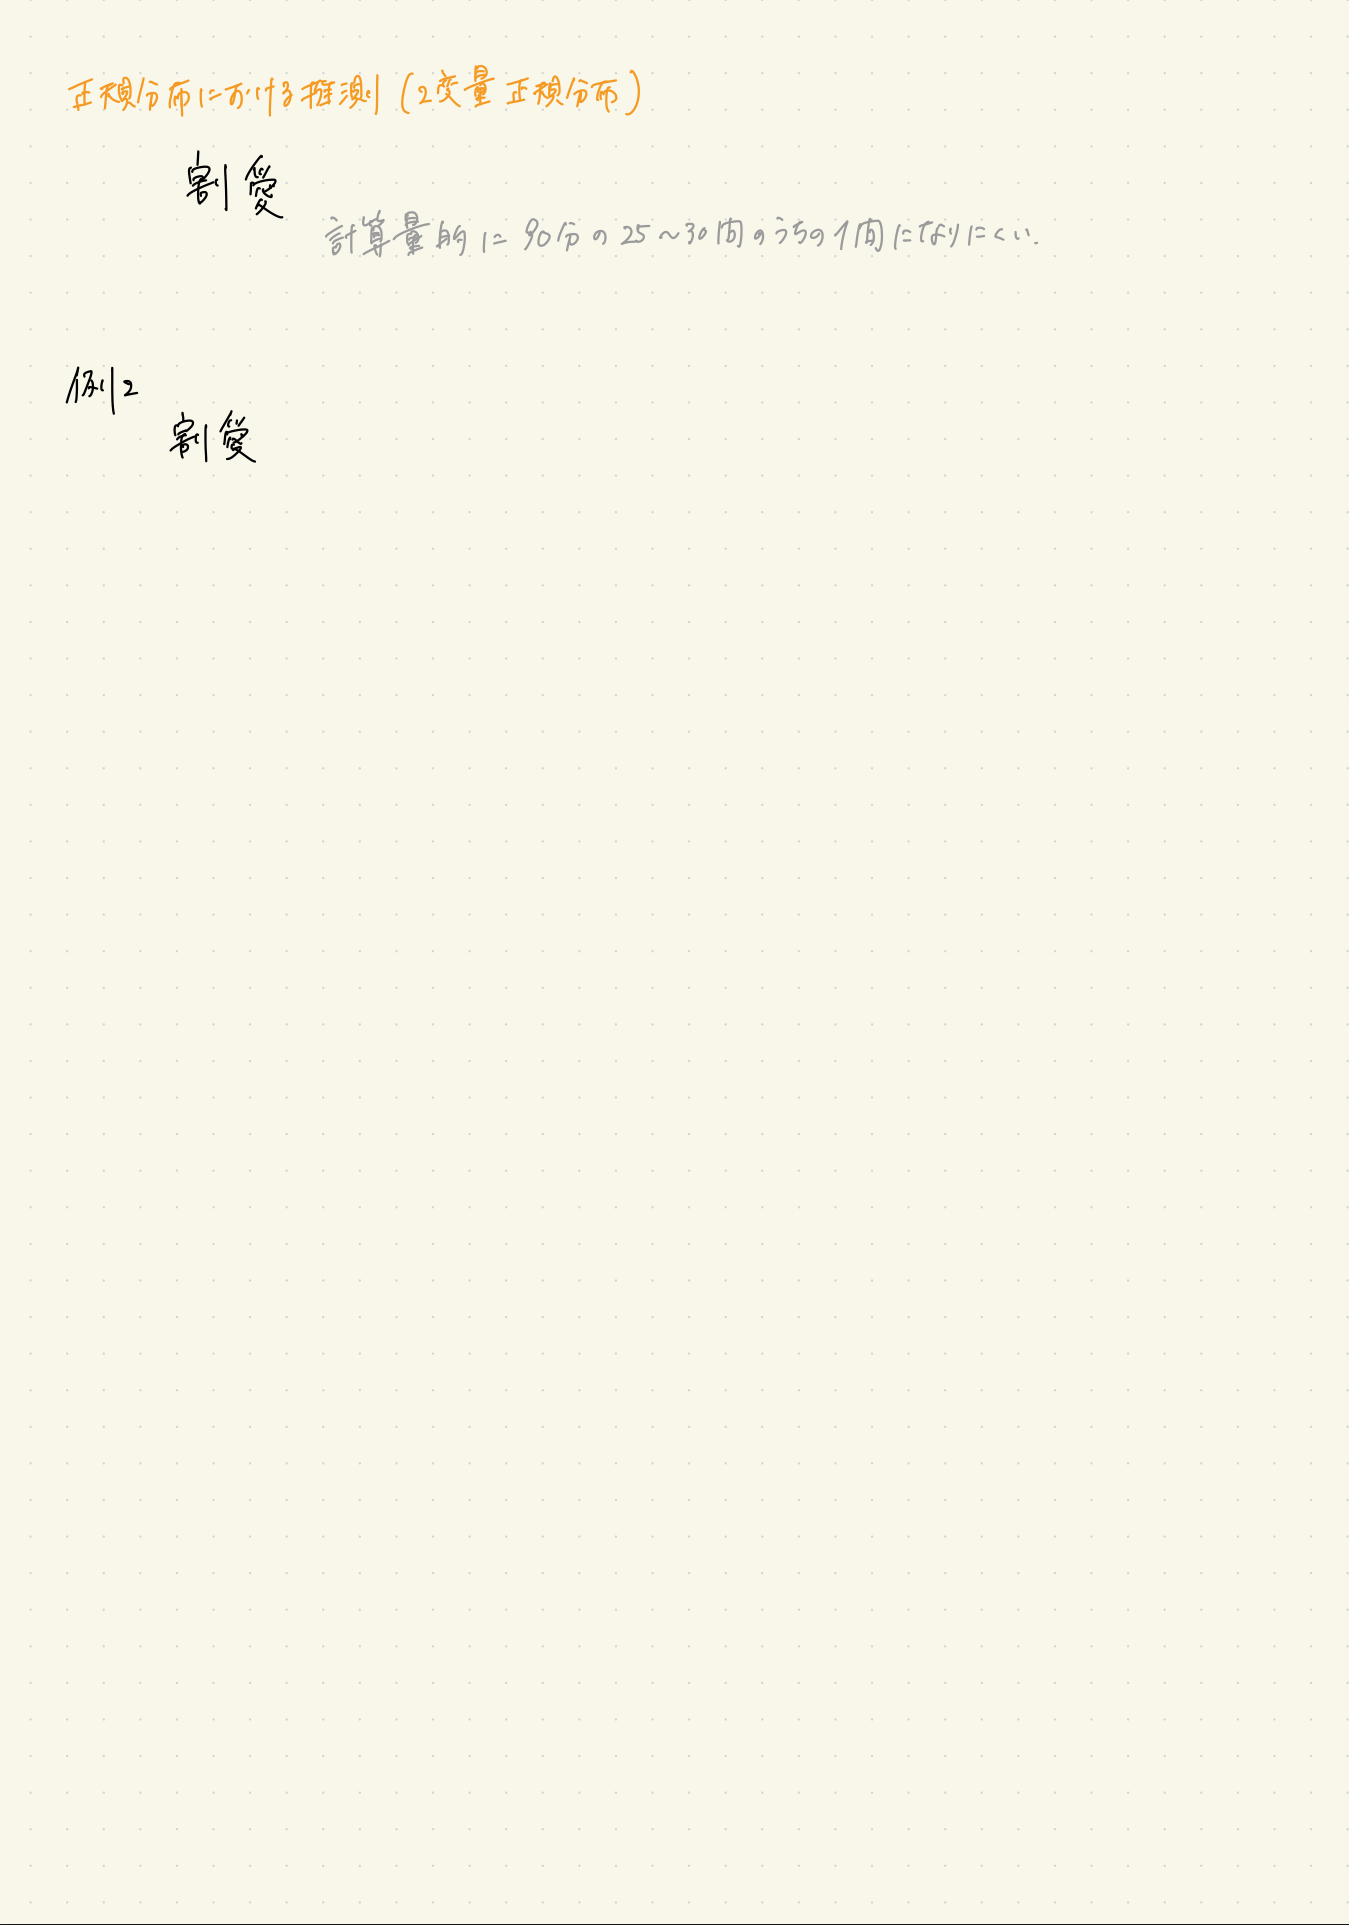 正規分布における推測(2変量 正規分布)
割愛
計算量的に 90分の25~30問のうちの1問になりにくい.
例2
割愛